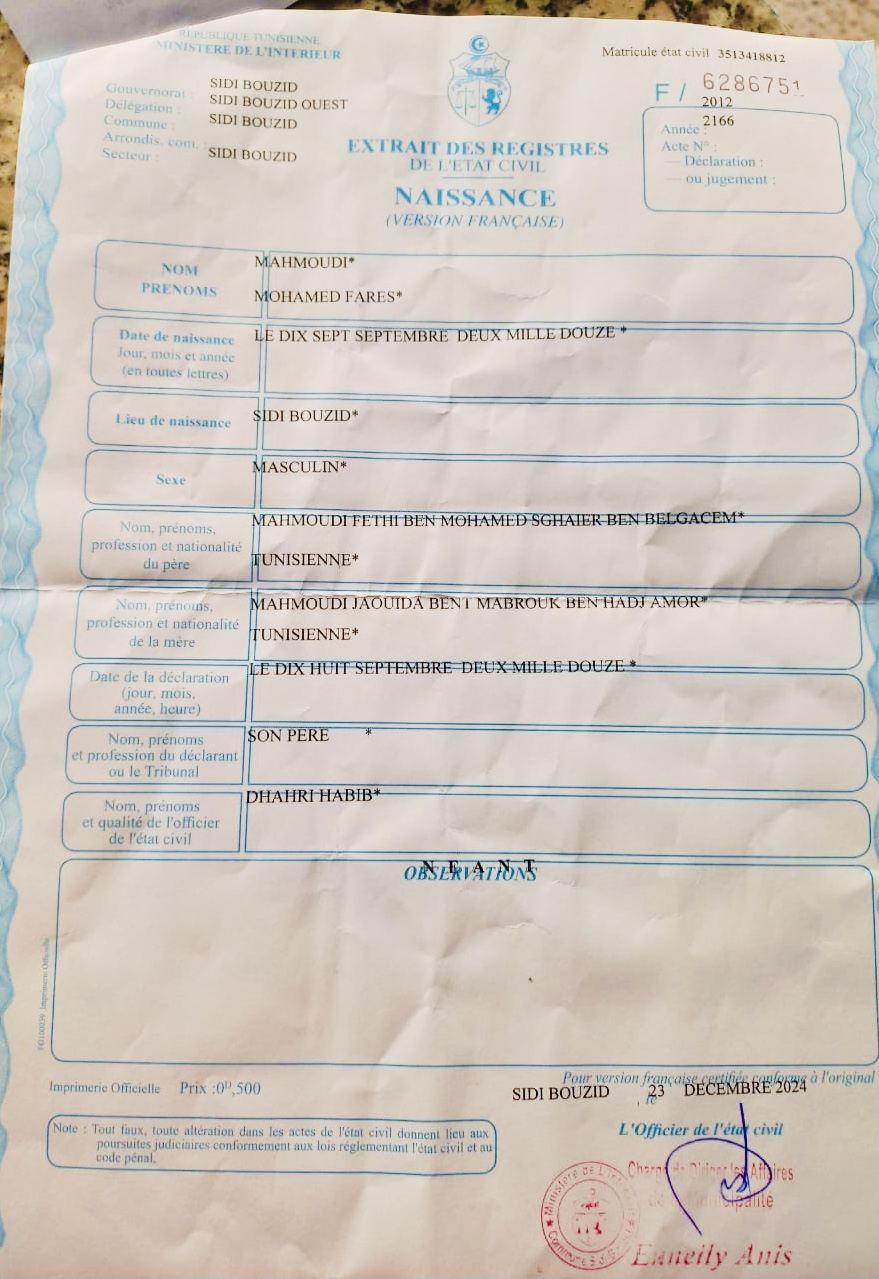 REPUBLIQUE TUNISIENNE
MINISTERE DE L'INTERIEUR
Matricule état civil 3513418812
Gouvernorat : SIDI BOUZID
Délégation : SIDI BOUZID OUEST
Commune : SIDI BOUZID
Arrondis. com. :
Secteur : SIDI BOUZID
F / 6286751
2012
Année : 2166
Acte N° :
— Déclaration :
— ou jugement :
EXTRAIT DES REGISTRES
DE L'ETAT CIVIL
NAISSANCE
(VERSION FRANÇAISE)
NOM MAHMOUDI*
PRENOMS MOHAMED FARES*
Date de naissance LE DIX SEPT SEPTEMBRE DEUX MILLE DOUZE *
Jour, mois et année
(en toutes lettres)
Lieu de naissance SIDI BOUZID*
Sexe MASCULIN*
Nom, prénoms, MAHMOUDI FETHI BEN MOHAMED SGHAIER BEN BELGACEM*
profession et nationalité
du père TUNISIENNE*
Nom, prénoms, MAHMOUDI JAOUIDA BENT MABROUK BEN HADJ AMOR*
profession et nationalité
de la mère TUNISIENNE*
Date de la déclaration LE DIX HUIT SEPTEMBRE DEUX MILLE DOUZE *
(jour, mois,
année, heure)
Nom, prénoms SON PERE *
et profession du déclarant
ou le Tribunal
Nom, prénoms DHAHRI HABIB*
et qualité de l'officier
de l'état civil
N E A N T
OBSERVATIONS
Imprimerie Officielle Prix :0ᴰ,500
Pour version française certifiée conforme à l'original
SIDI BOUZID , le 23 DECEMBRE 2024
Note : Tout faux, toute altération dans les actes de l'état civil donnent lieu aux
poursuites judiciaires conformement aux lois réglementant l'état civil et au
code pénal.
L'Officier de l'état civil
Chargé de Diriger les Affaires
de Municipalité
Enneily Anis